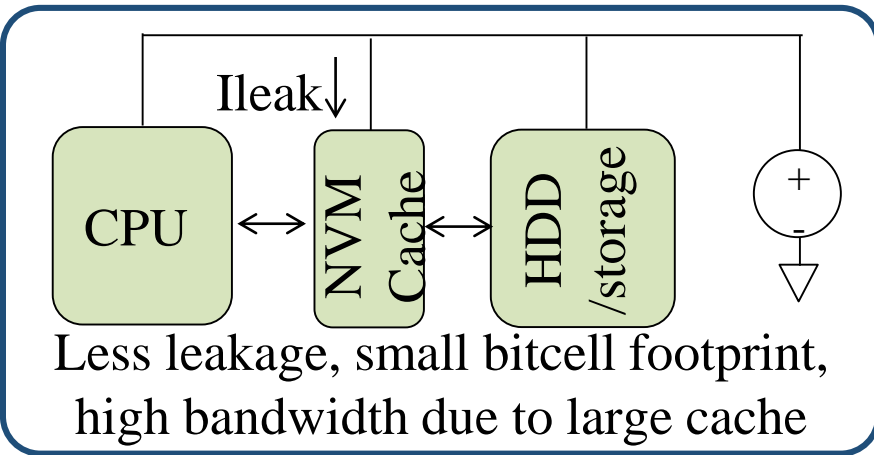 Ileak
CPU
NVM
Cache
HDD
/storage
+
-
Less leakage, small bitcell footprint,
high bandwidth due to large cache